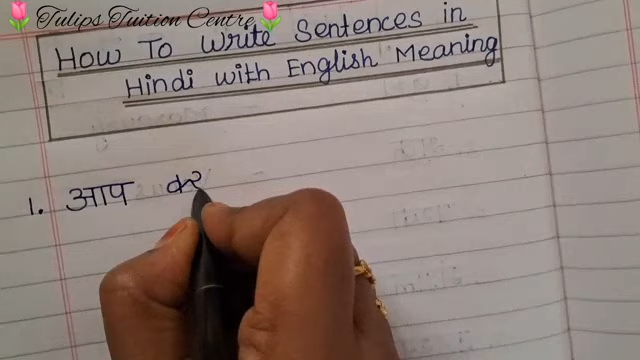 Tulips Tuition Centre
How To Write Sentences in
Hindi with English Meaning
1. आप